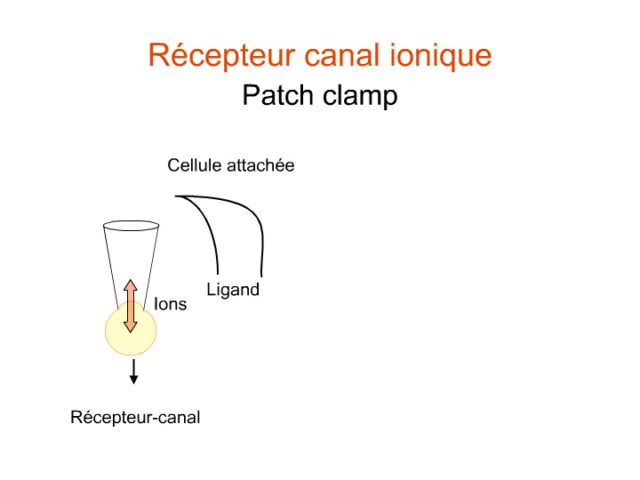 Récepteur canal ionique
Patch clamp
Cellule attachée
Ligand
Ions
Récepteur-canal